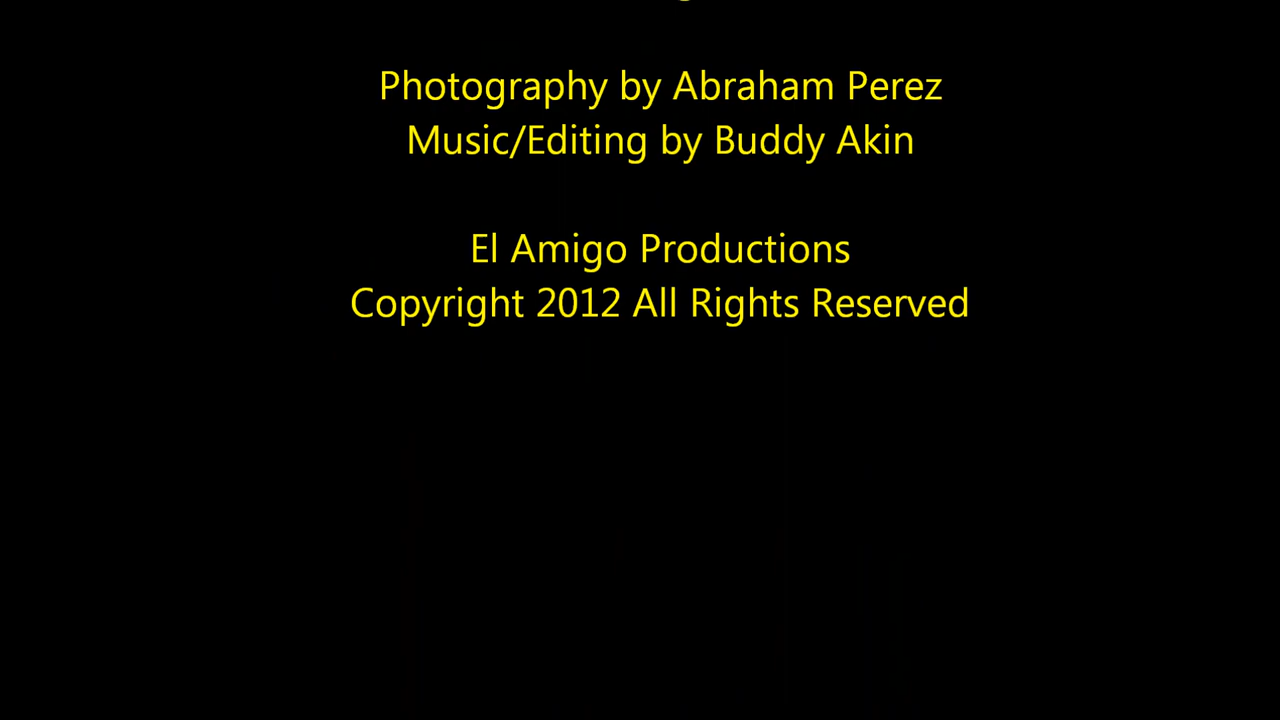 Photography by Abraham Perez
Music/Editing by Buddy Akin
El Amigo Productions
Copyright 2012 All Rights Reserved